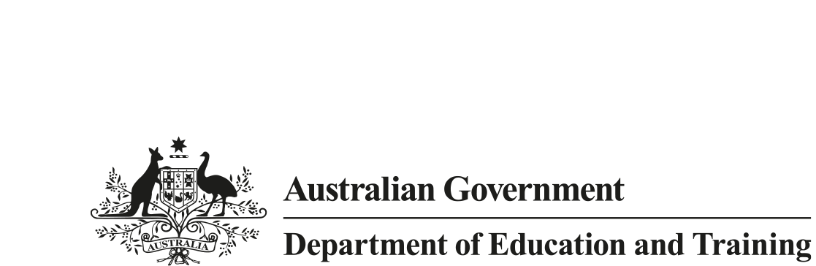 Australian Government
Department of Education and Training
AUSTRALIA